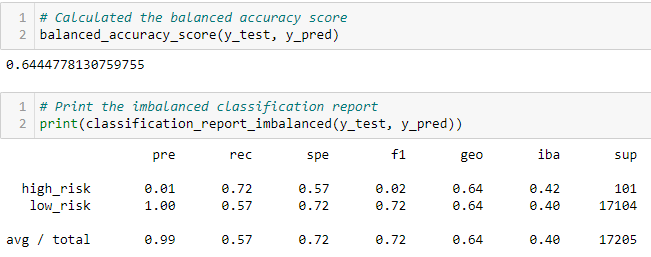 1 # Calculated the balanced accuracy score
2 balanced_accuracy_score(y_test, y_pred)
0.6444778130759755
1 # Print the imbalanced classification report
2 print(classification_report_imbalanced(y_test, y_pred))
pre rec spe f1 geo iba sup
high_risk 0.01 0.72 0.57 0.02 0.64 0.42 101
low_risk 1.00 0.57 0.72 0.72 0.64 0.40 17104
avg / total 0.99 0.57 0.72 0.72 0.64 0.40 17205